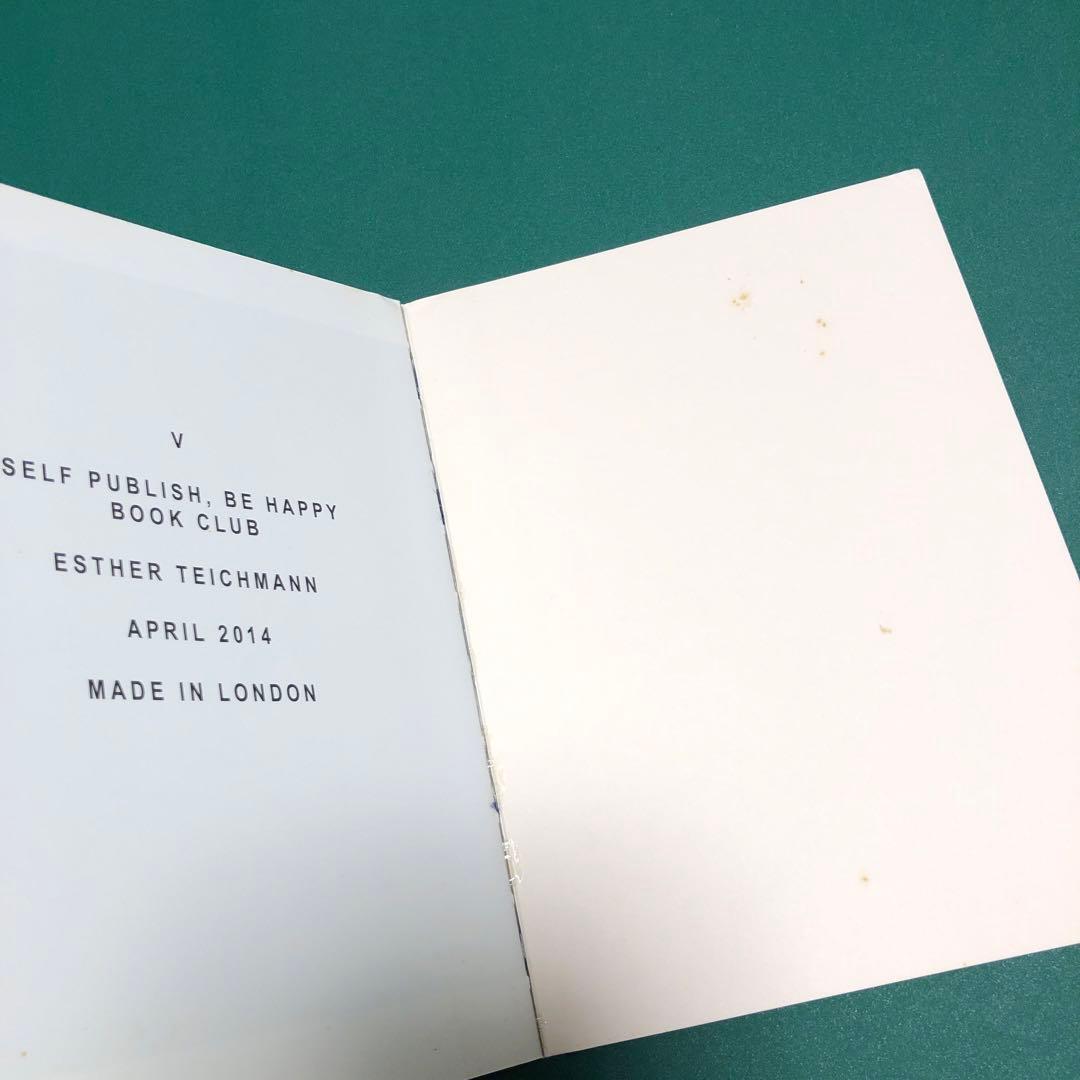 V
SELF PUBLISH, BE HAPPY
BOOK CLUB
ESTHER TEICHMANN
APRIL 2014
MADE IN LONDON